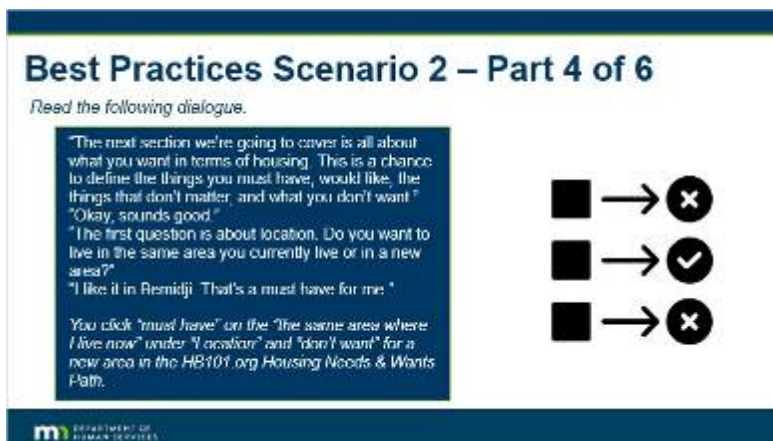 Best Practices Scenario 2 – Part 4 of 6
Read the following dialogue.
"The next section we're going to cover is all about
what you want in terms of housing. This is a chance
to define the things you must have, would like, the
things that don't matter, and what you don't want."
"Okay, sounds good."
"The first question is about location. Do you want to
live in the same area you currently live or in a new
area?"
"I like it in Bemidji. That's a must have for me."
You click "must have" on the "the same area where
I live now" under "Location" and "don't want" for a
new area in the HB101.org Housing Needs & Wants
Path.
DEPARTMENT OF
HUMAN SERVICES